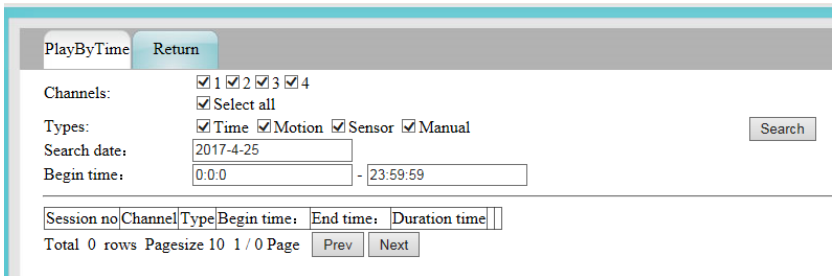 PlayByTime Return
Channels: 1 2 3 4
Select all
Types: Time Motion Sensor Manual Search
Search date： 2017-4-25
Begin time： 0:0:0 - 23:59:59
Session no Channel Type Begin time： End time： Duration time
Total 0 rows Pagesize 10 1 / 0 Page Prev Next